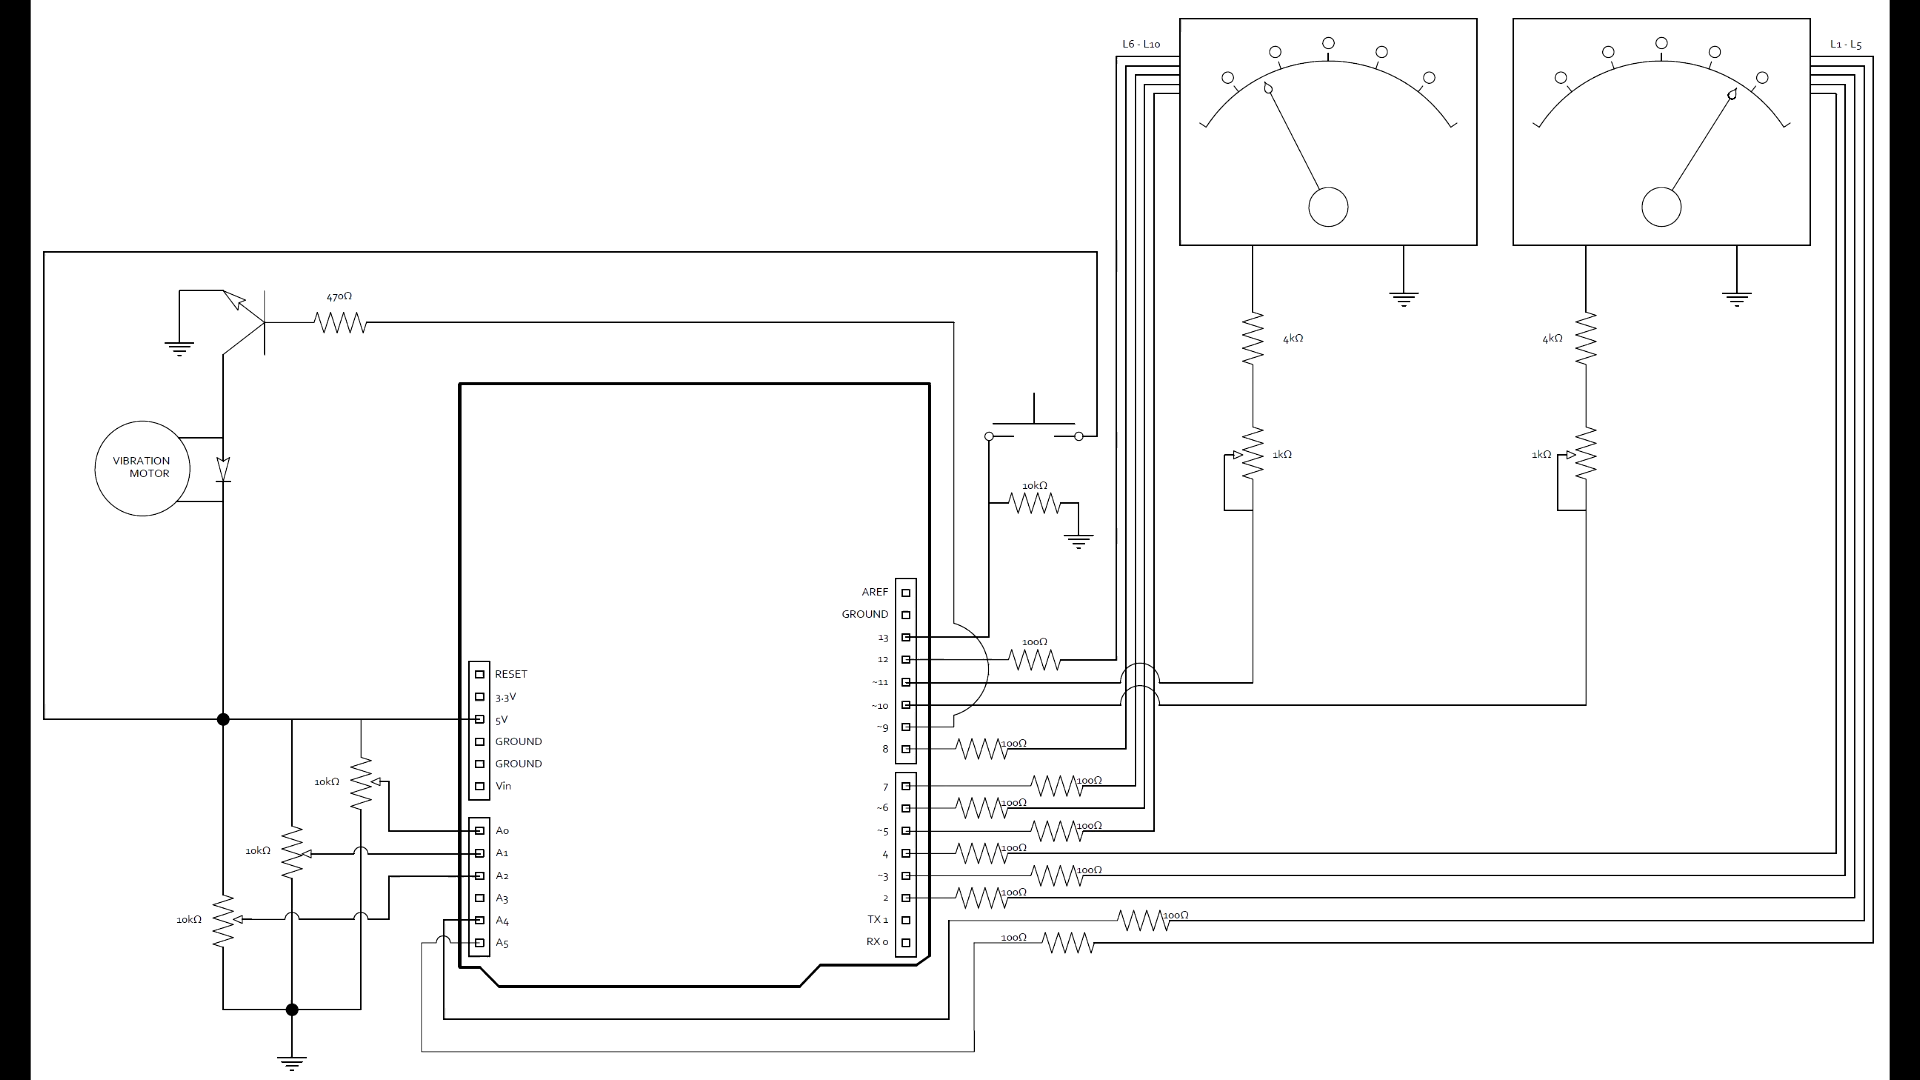 L6 - L10
L1 - L5
470Ω
4kΩ
4kΩ
VIBRATION
MOTOR
1kΩ
1kΩ
10kΩ
AREF
GROUND
13
100Ω
12
~11
~10
~9
8
100Ω
RESET
3.3V
5V
GROUND
GROUND
Vin
10kΩ
7
100Ω
~6
100Ω
~5
100Ω
A0
A1
A2
A3
A4
A5
10kΩ
10kΩ
4
100Ω
~3
100Ω
2
100Ω
TX 1
100Ω
RX 0
100Ω